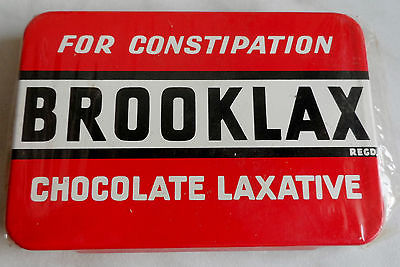 FOR CONSTIPATION
BROOKLAX
REGD.
CHOCOLATE LAXATIVE